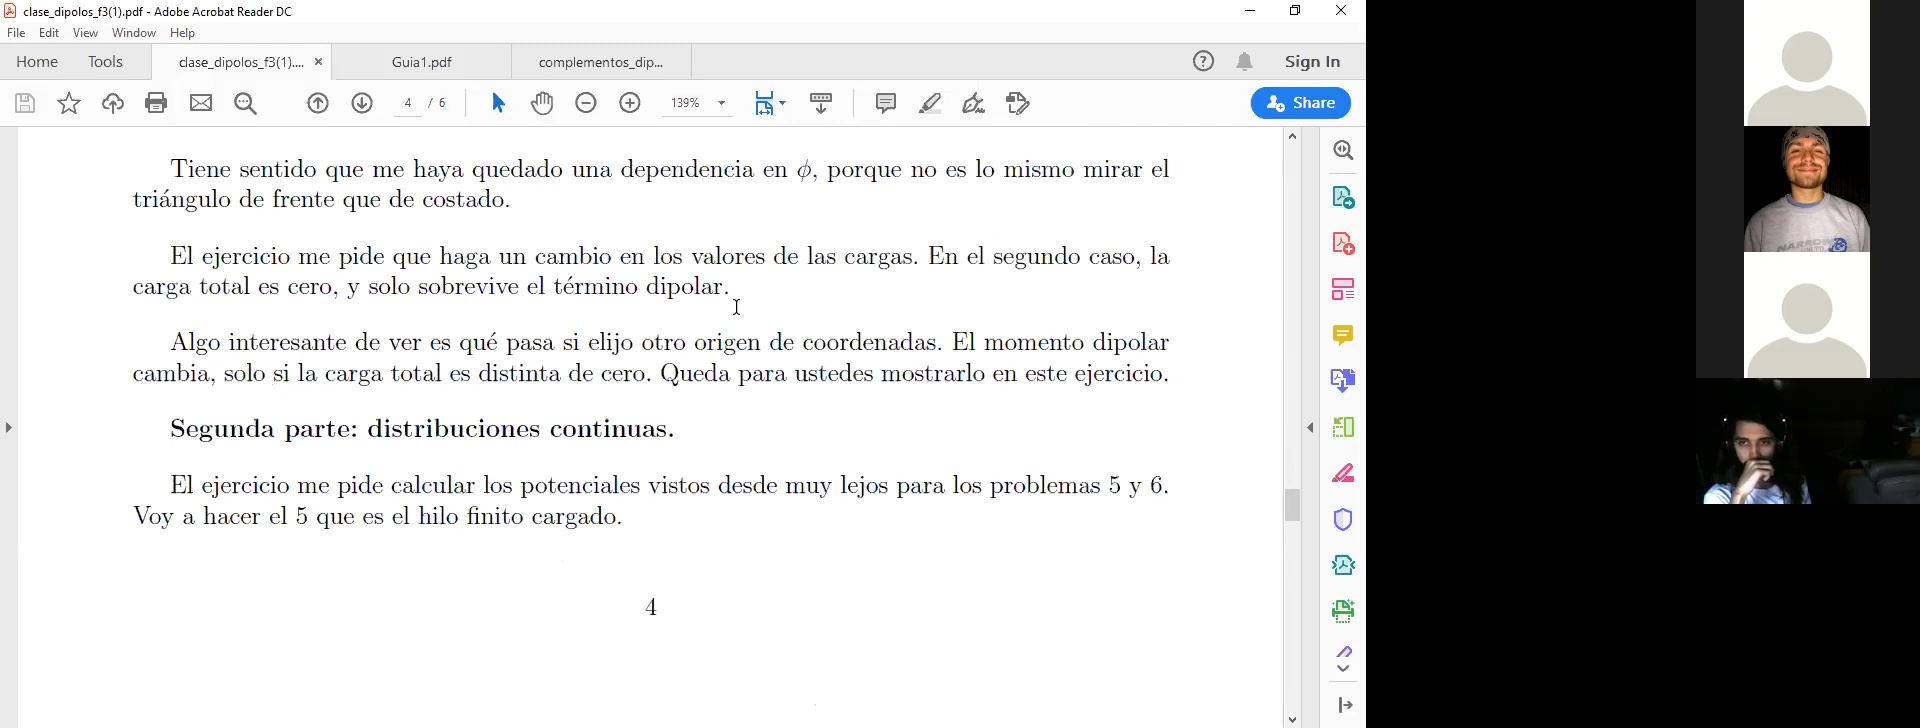 clase_dipolos_f3(1).pdf - Adobe Acrobat Reader DC
File Edit View Window Help
Home Tools clase_dipolos_f3(1).... × Guia1.pdf complementos_dip... Sign In
4 / 6 139% Share
Tiene sentido que me haya quedado una dependencia en ϕ, porque no es lo mismo mirar el
triángulo de frente que de costado.
El ejercicio me pide que haga un cambio en los valores de las cargas. En el segundo caso, la
carga total es cero, y solo sobrevive el término dipolar.
Algo interesante de ver es qué pasa si elijo otro origen de coordenadas. El momento dipolar
cambia, solo si la carga total es distinta de cero. Queda para ustedes mostrarlo en este ejercicio.
Segunda parte: distribuciones continuas.
El ejercicio me pide calcular los potenciales vistos desde muy lejos para los problemas 5 y 6.
Voy a hacer el 5 que es el hilo finito cargado.
4